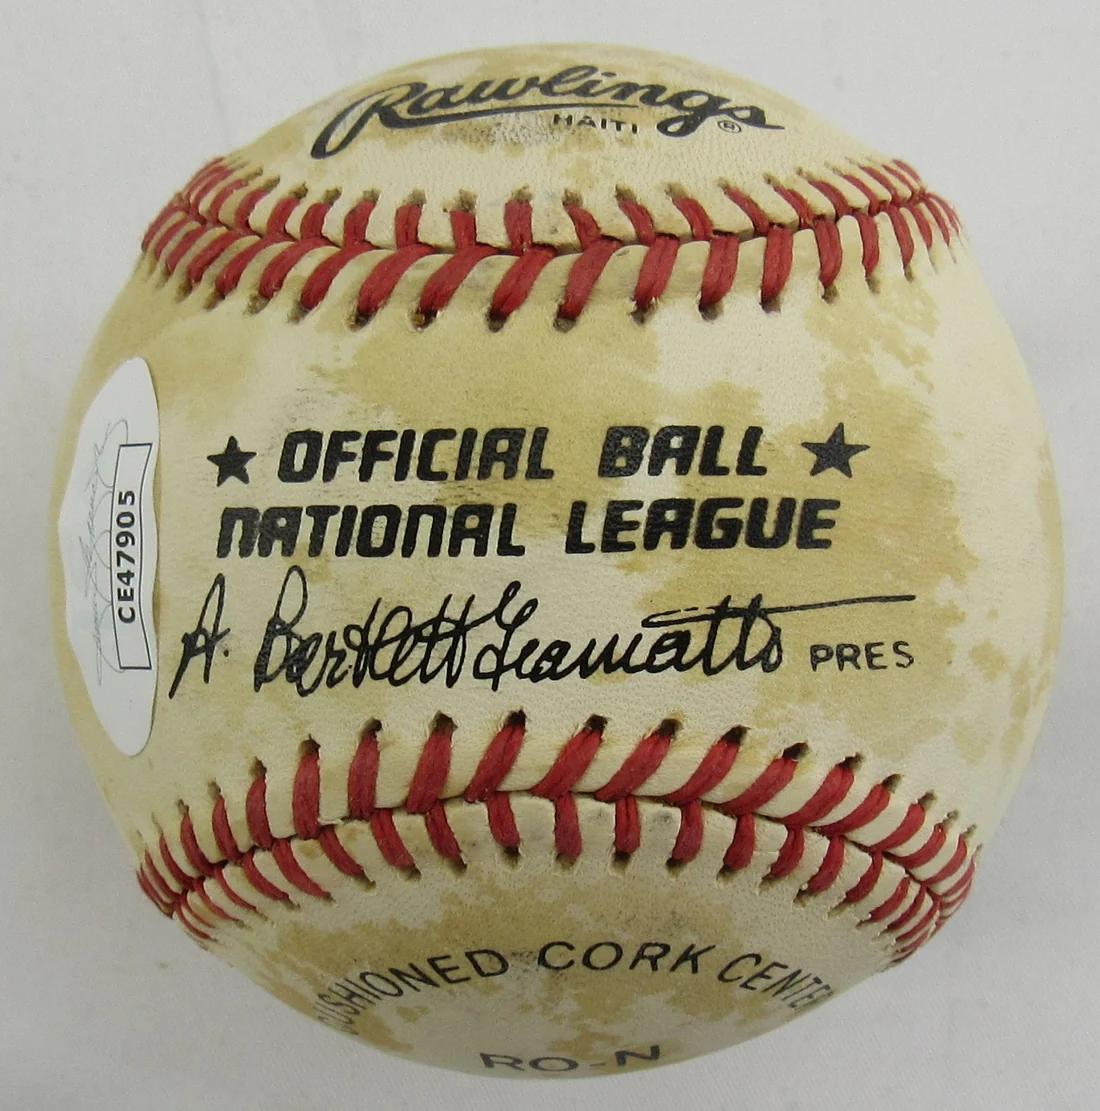 Rawlings ®
HAITI
★ OFFICIAL BALL ★
NATIONAL LEAGUE
A. Bartlett Giamatti PRES
CUSHIONED CORK CENTER
RO-N
CE47905